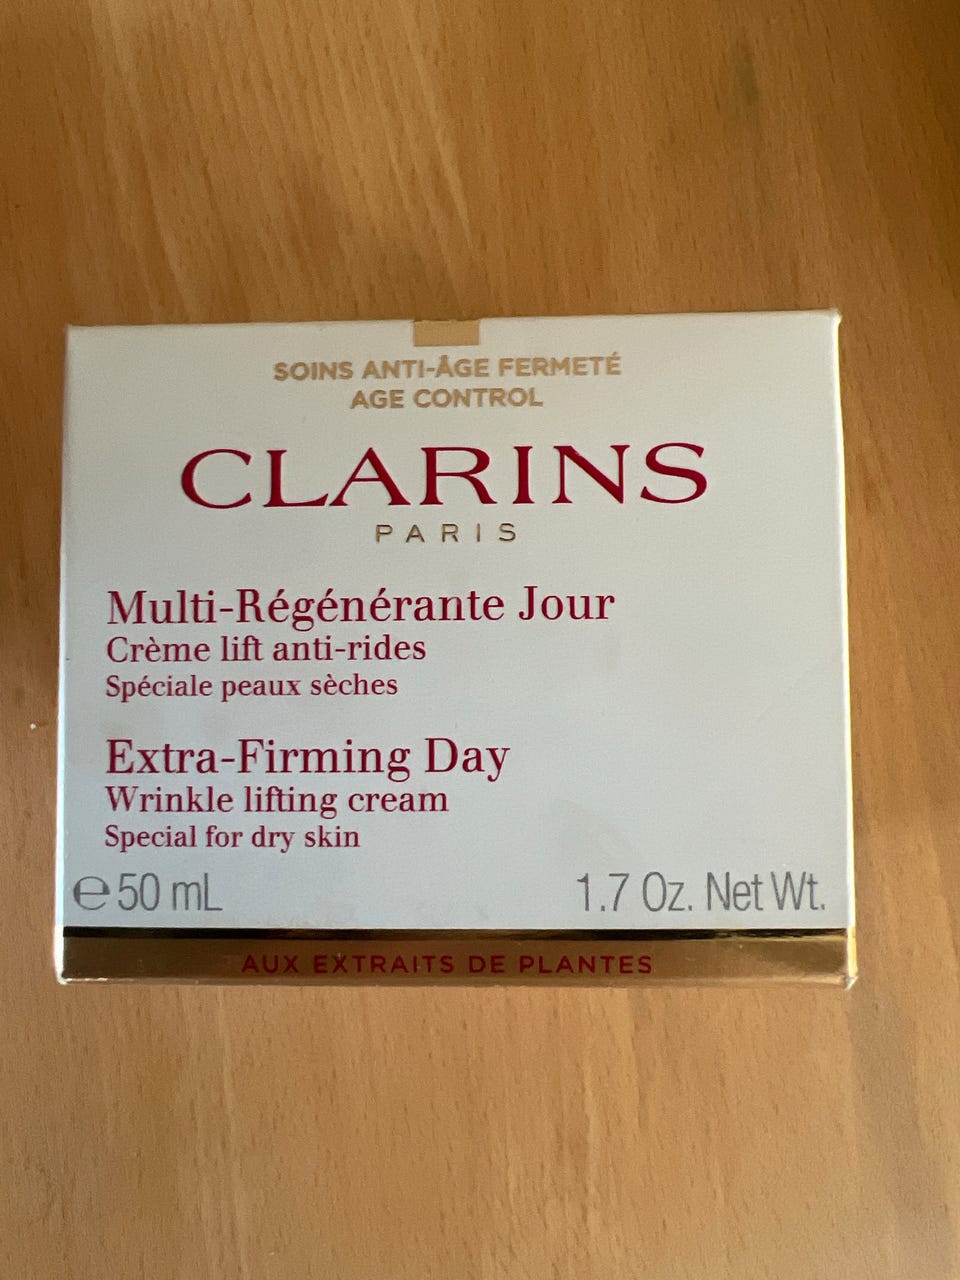 SOINS ANTI-ÂGE FERMETÉ
AGE CONTROL
CLARINS
PARIS
Multi-Régénérante Jour
Crème lift anti-rides
Spéciale peaux sèches
Extra-Firming Day
Wrinkle lifting cream
Special for dry skin
℮50 mL 1.7 Oz. Net Wt.
AUX EXTRAITS DE PLANTES